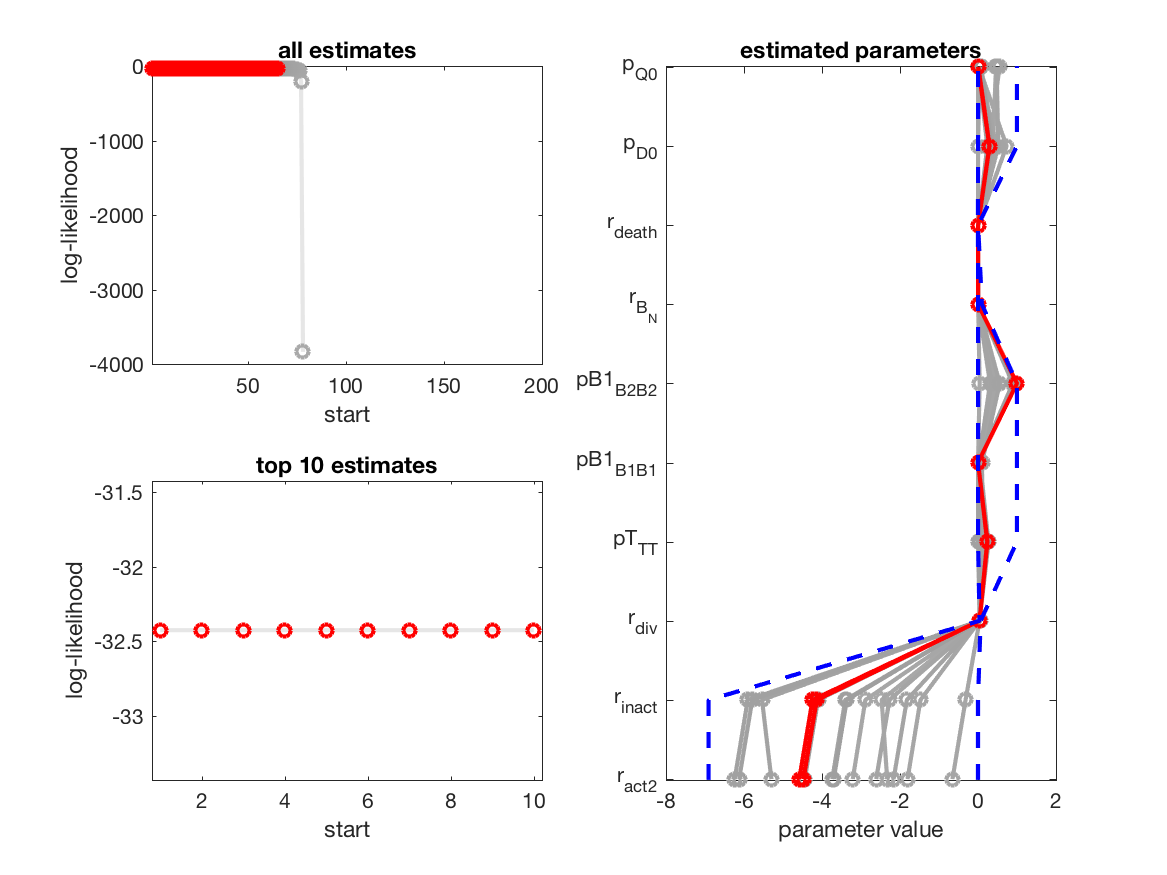 all estimates
0
-1000
-2000
-3000
-4000
log-likelihood
50
100
150
200
start
top 10 estimates
-31.5
-32
-32.5
-33
log-likelihood
2
4
6
8
10
start
estimated parameters
pQ0
pD0
rdeath
rBN
pB1B2B2
pB1B1B1
pTTT
rdiv
rinact
ract2
-8
-6
-4
-2
0
2
parameter value